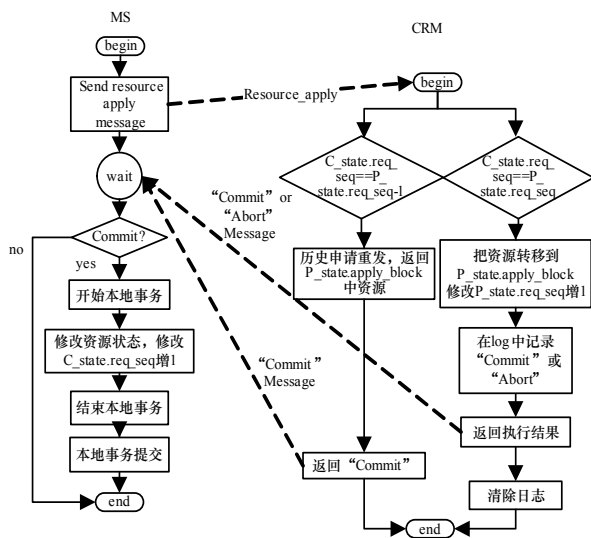 MS
begin
Send resource
apply
message
wait
Commit?
no
yes
开始本地事务
修改资源状态，修改
C_state.req_seq增1
结束本地事务
本地事务提交
end
Resource_apply
“Commit” or
“Abort”
Message
“Commit”
Message
CRM
begin
C_state.req_
seq==P_
state.req_seq-1
C_state.req_
seq==P_
state.req_seq
历史申请重发，返回
P_state.apply_block
中资源
把资源转移到
P_state.apply_block
修改P_state.req_seq增1
在log中记录
“Commit”或
“Abort”
返回执行结果
返回“Commit”
清除日志
end